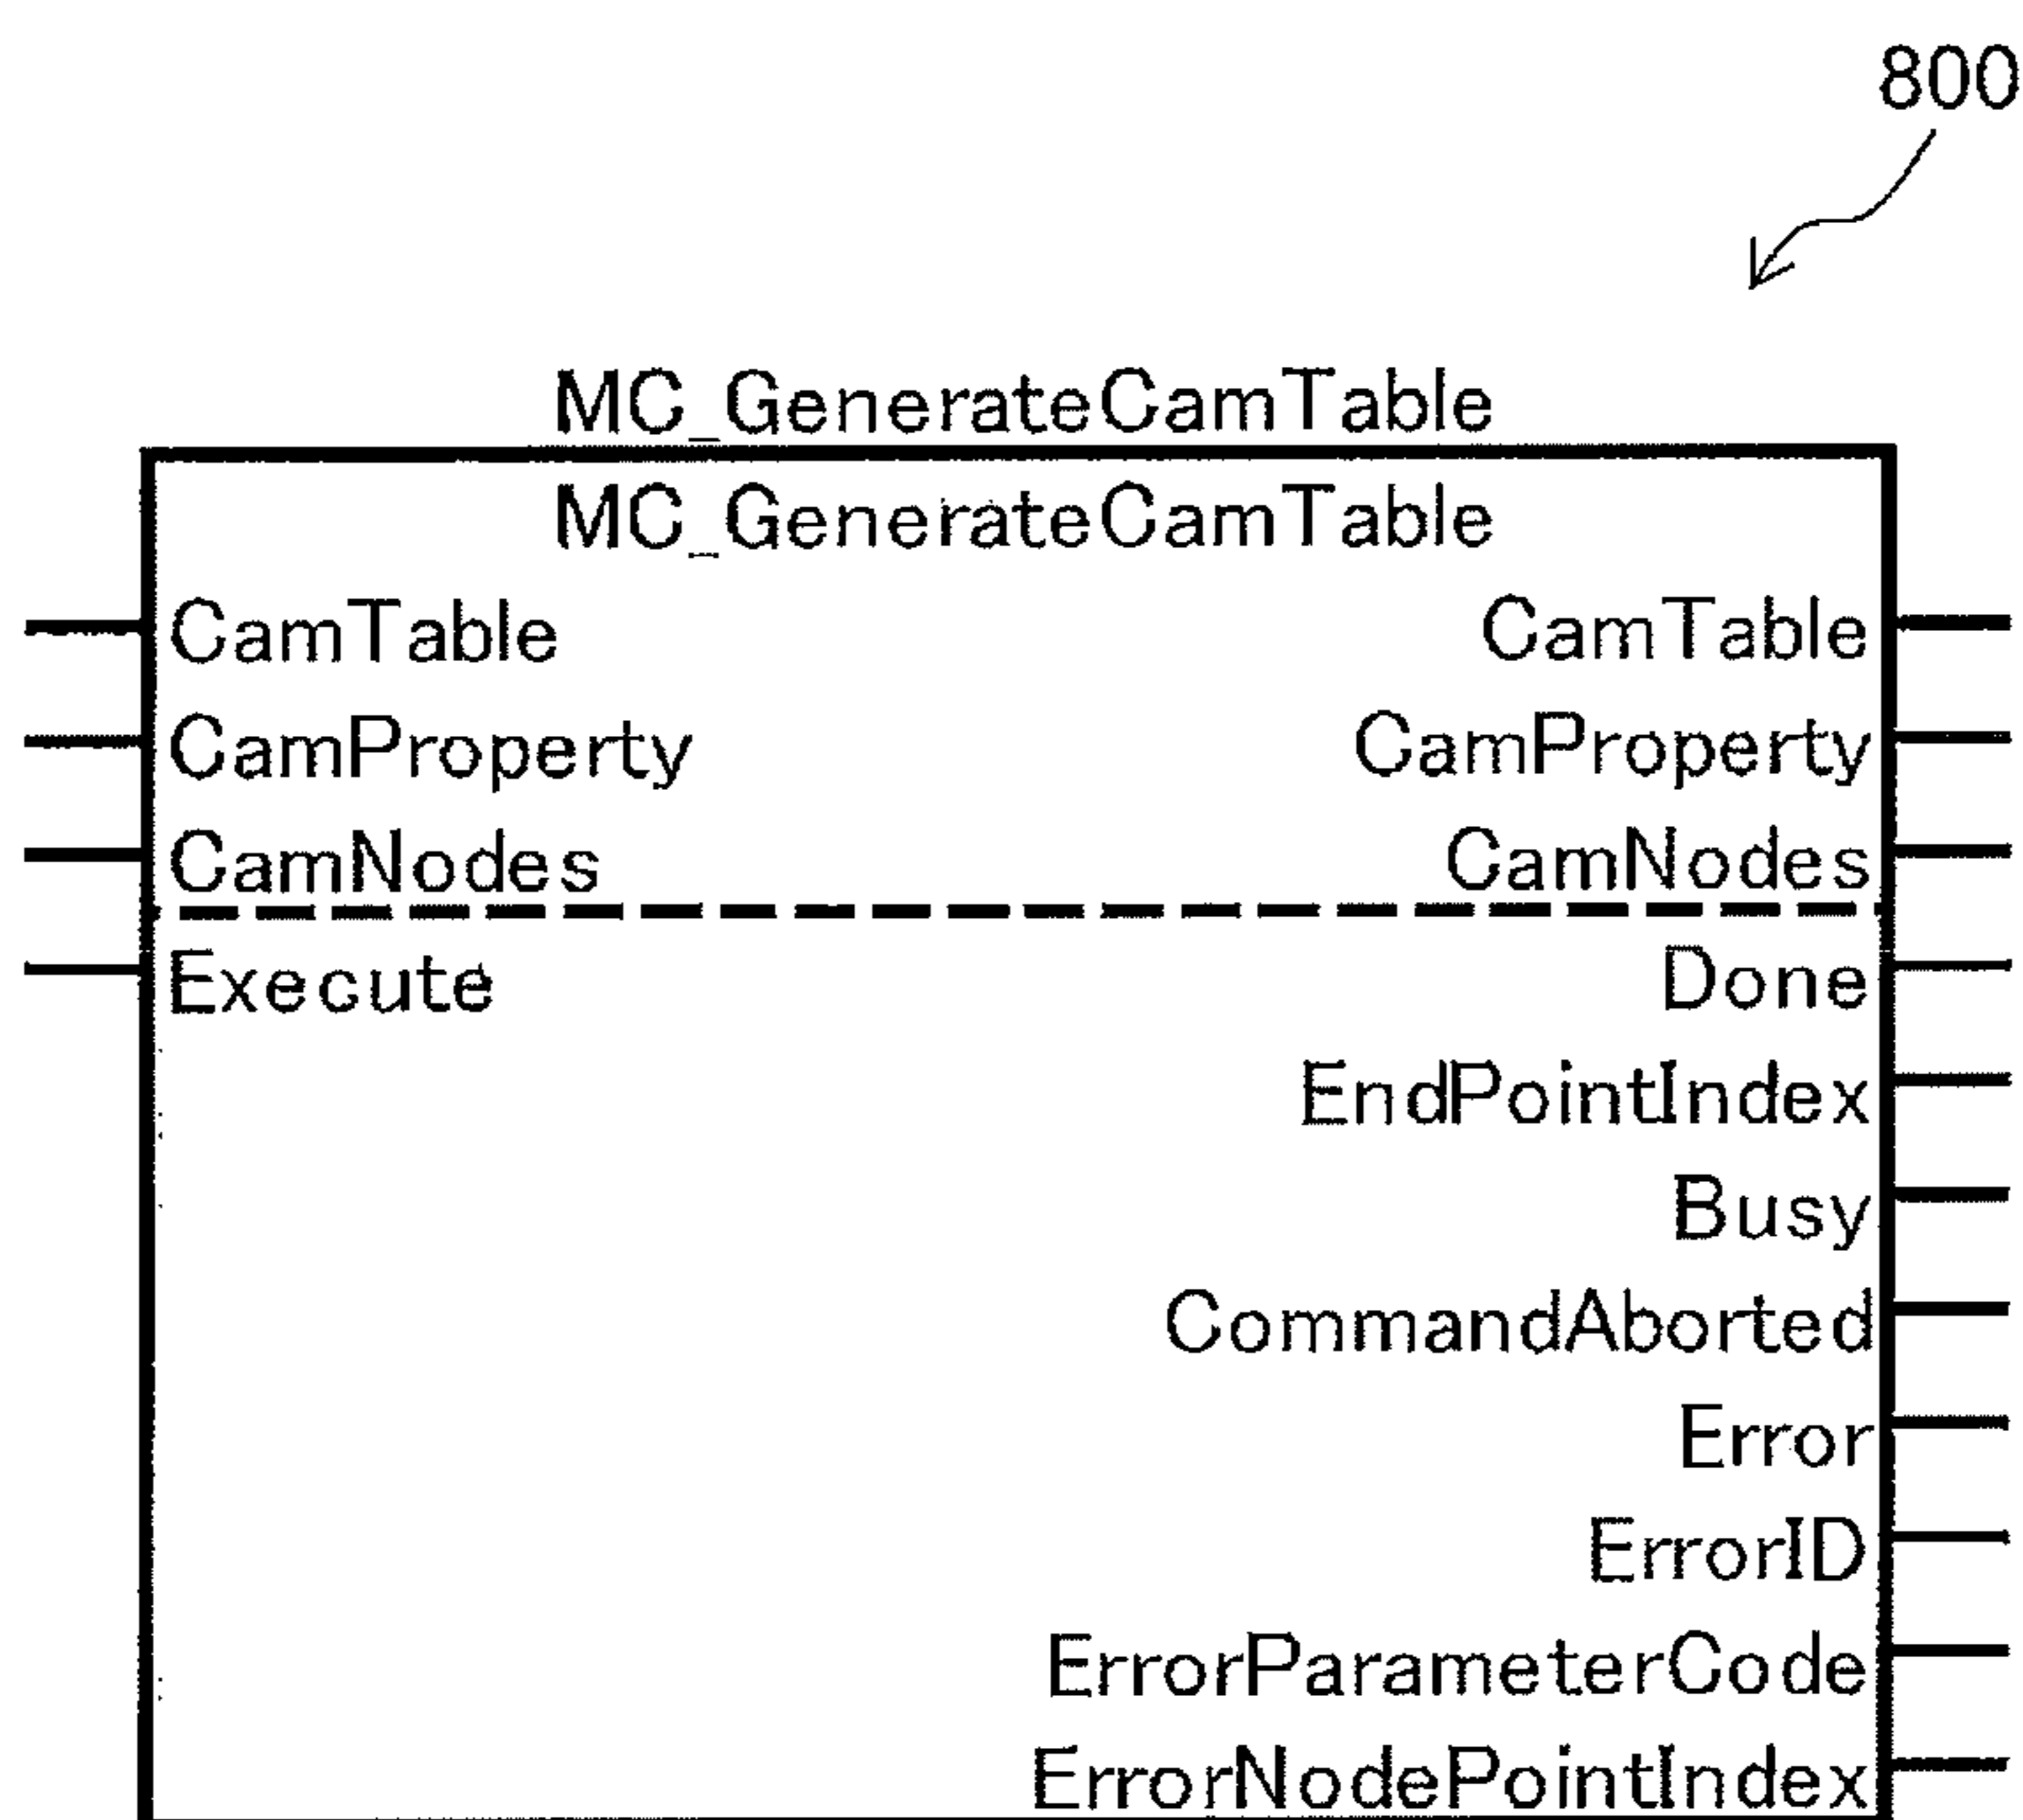 800
MC_GenerateCamTable
MC_GenerateCamTable
CamTable CamTable
CamProperty CamProperty
CamNodes CamNodes
Execute Done
EndPointIndex
Busy
CommandAborted
Error
ErrorID
ErrorParameterCode
ErrorNodePointIndex